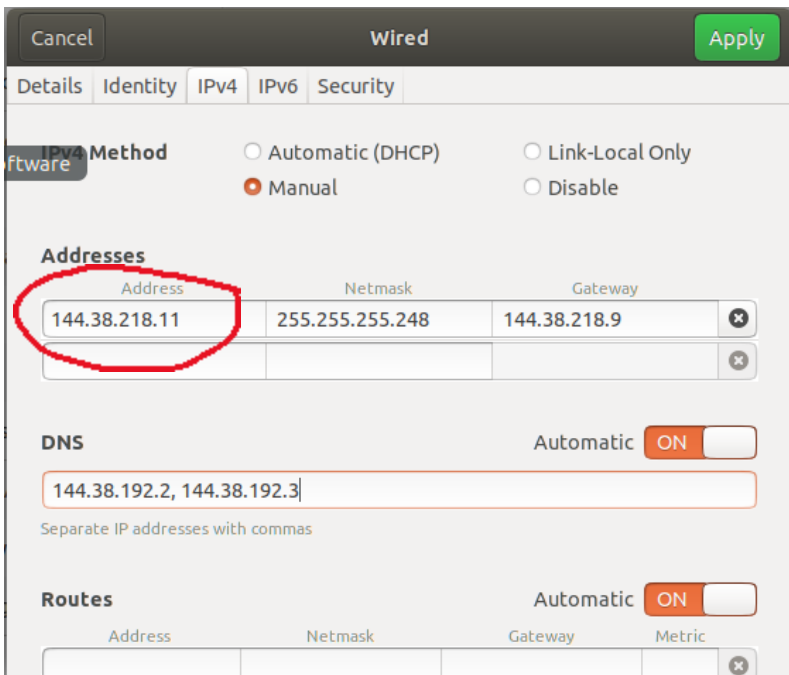 Cancel Wired Apply
Details Identity IPv4 IPv6 Security
IPv4 Method Automatic (DHCP) Link-Local Only
oftware
Manual Disable
Addresses
Address Netmask Gateway
144.38.218.11 255.255.255.248 144.38.218.9
DNS Automatic ON
144.38.192.2, 144.38.192.3
Separate IP addresses with commas
Routes Automatic ON
Address Netmask Gateway Metric